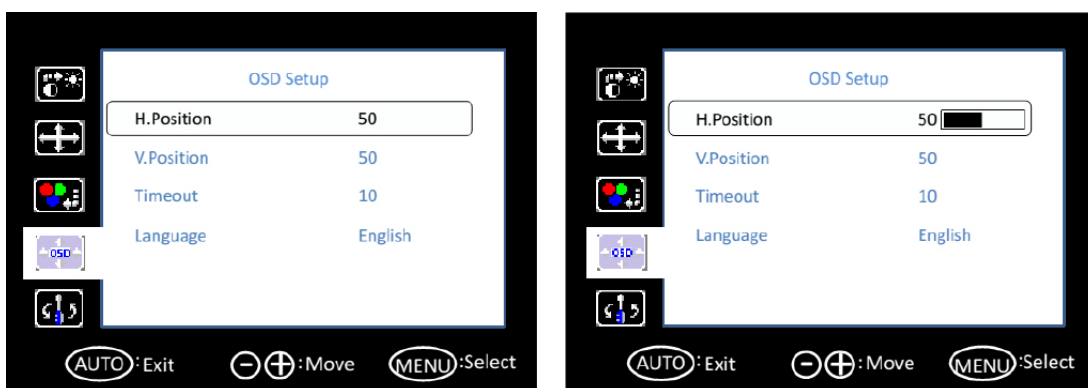 OSD Setup
H.Position 50
V.Position 50
Timeout 10
Language English
OSD
AUTO:Exit -+:Move MENU:Select
OSD Setup
H.Position 50
V.Position 50
Timeout 10
Language English
OSD
AUTO:Exit -+:Move MENU:Select